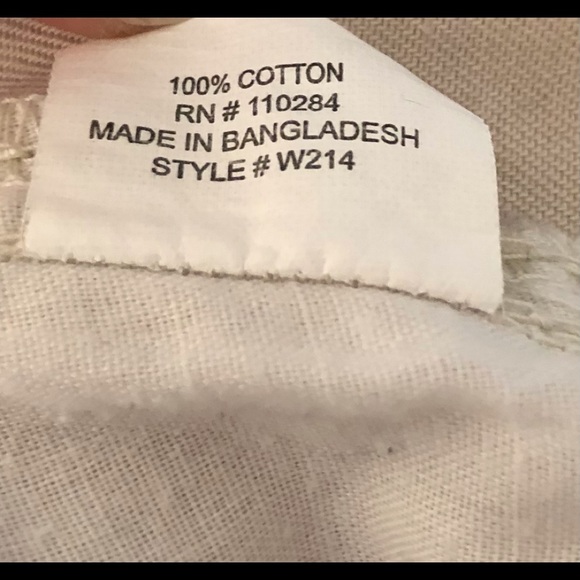 100% COTTON
RN # 110284
MADE IN BANGLADESH
STYLE # W214